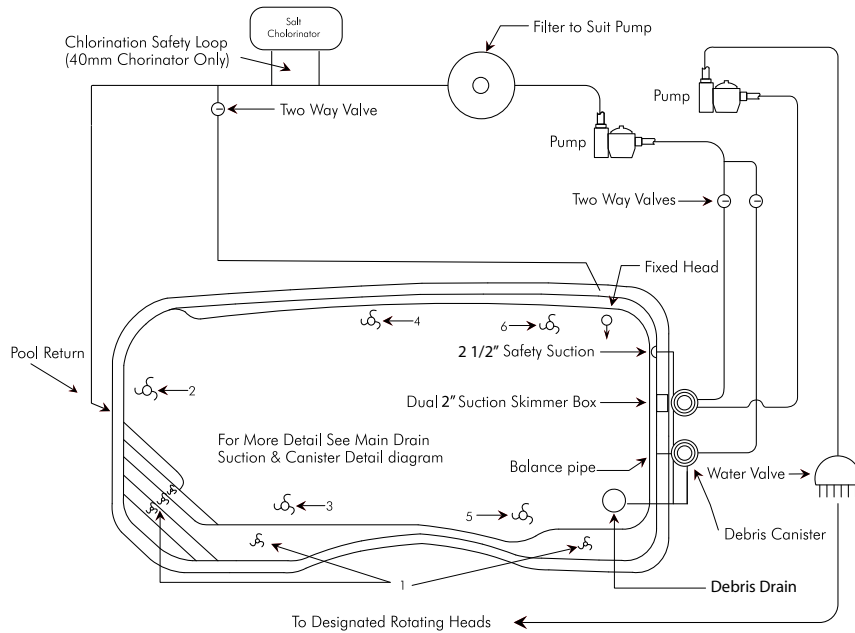 Salt
Cholorinator
Chlorination Safety Loop
(40mm Chorinator Only)
Filter to Suit Pump
Pump
Two Way Valve
Pump
Two Way Valves
Fixed Head
4
6
2 1/2" Safety Suction
Pool Return
2
Dual 2" Suction Skimmer Box
For More Detail See Main Drain
Suction & Canister Detail diagram
Balance pipe
Water Valve
3
5
Debris Canister
1
Debris Drain
To Designated Rotating Heads